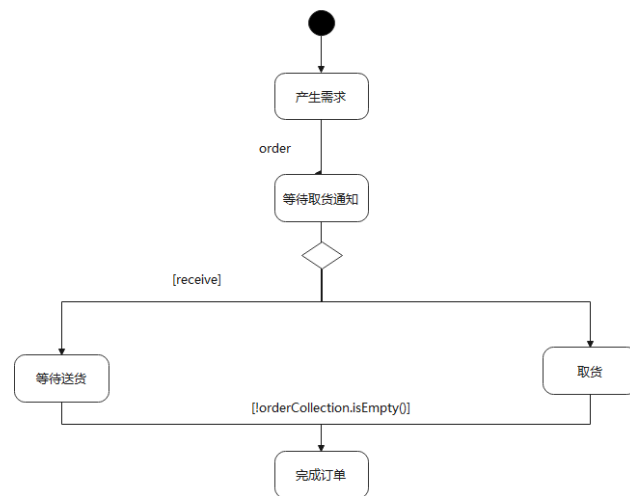 产生需求
order
等待取货通知
[receive]
等待送货
取货
[!orderCollection.isEmpty()]
完成订单